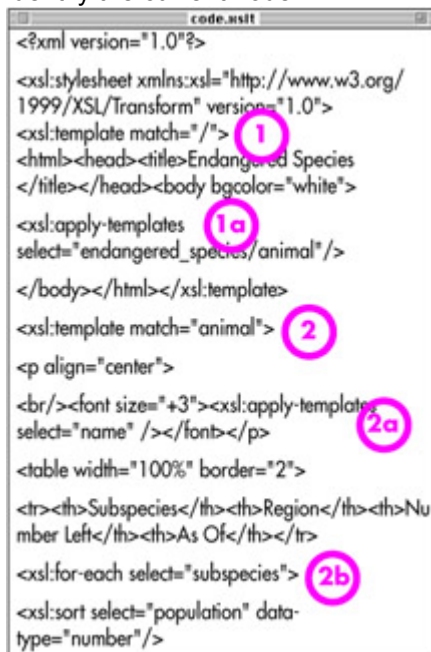 code.xslt
<?xml version="1.0"?>
<xsl:stylesheet xmlns:xsl="http://www.w3.org/
1999/XSL/Transform" version="1.0">
<xsl:template match="/"> 1
<html><head><title>Endangered Species
</title></head><body bgcolor="white">
<xsl:apply-templates 1a
select="endangered_species/animal"/>
</body></html></xsl:template>
<xsl:template match="animal"> 2
<p align="center">
<br/><font size="+3"><xsl:apply-templates
select="name" /></font></p> 2a
<table width="100%" border="2">
<tr><th>Subspecies</th><th>Region</th><th>Nu
mber Left</th><th>As Of</th></tr>
<xsl:for-each select="subspecies"> 2b
<xsl:sort select="population" data-
type="number"/>